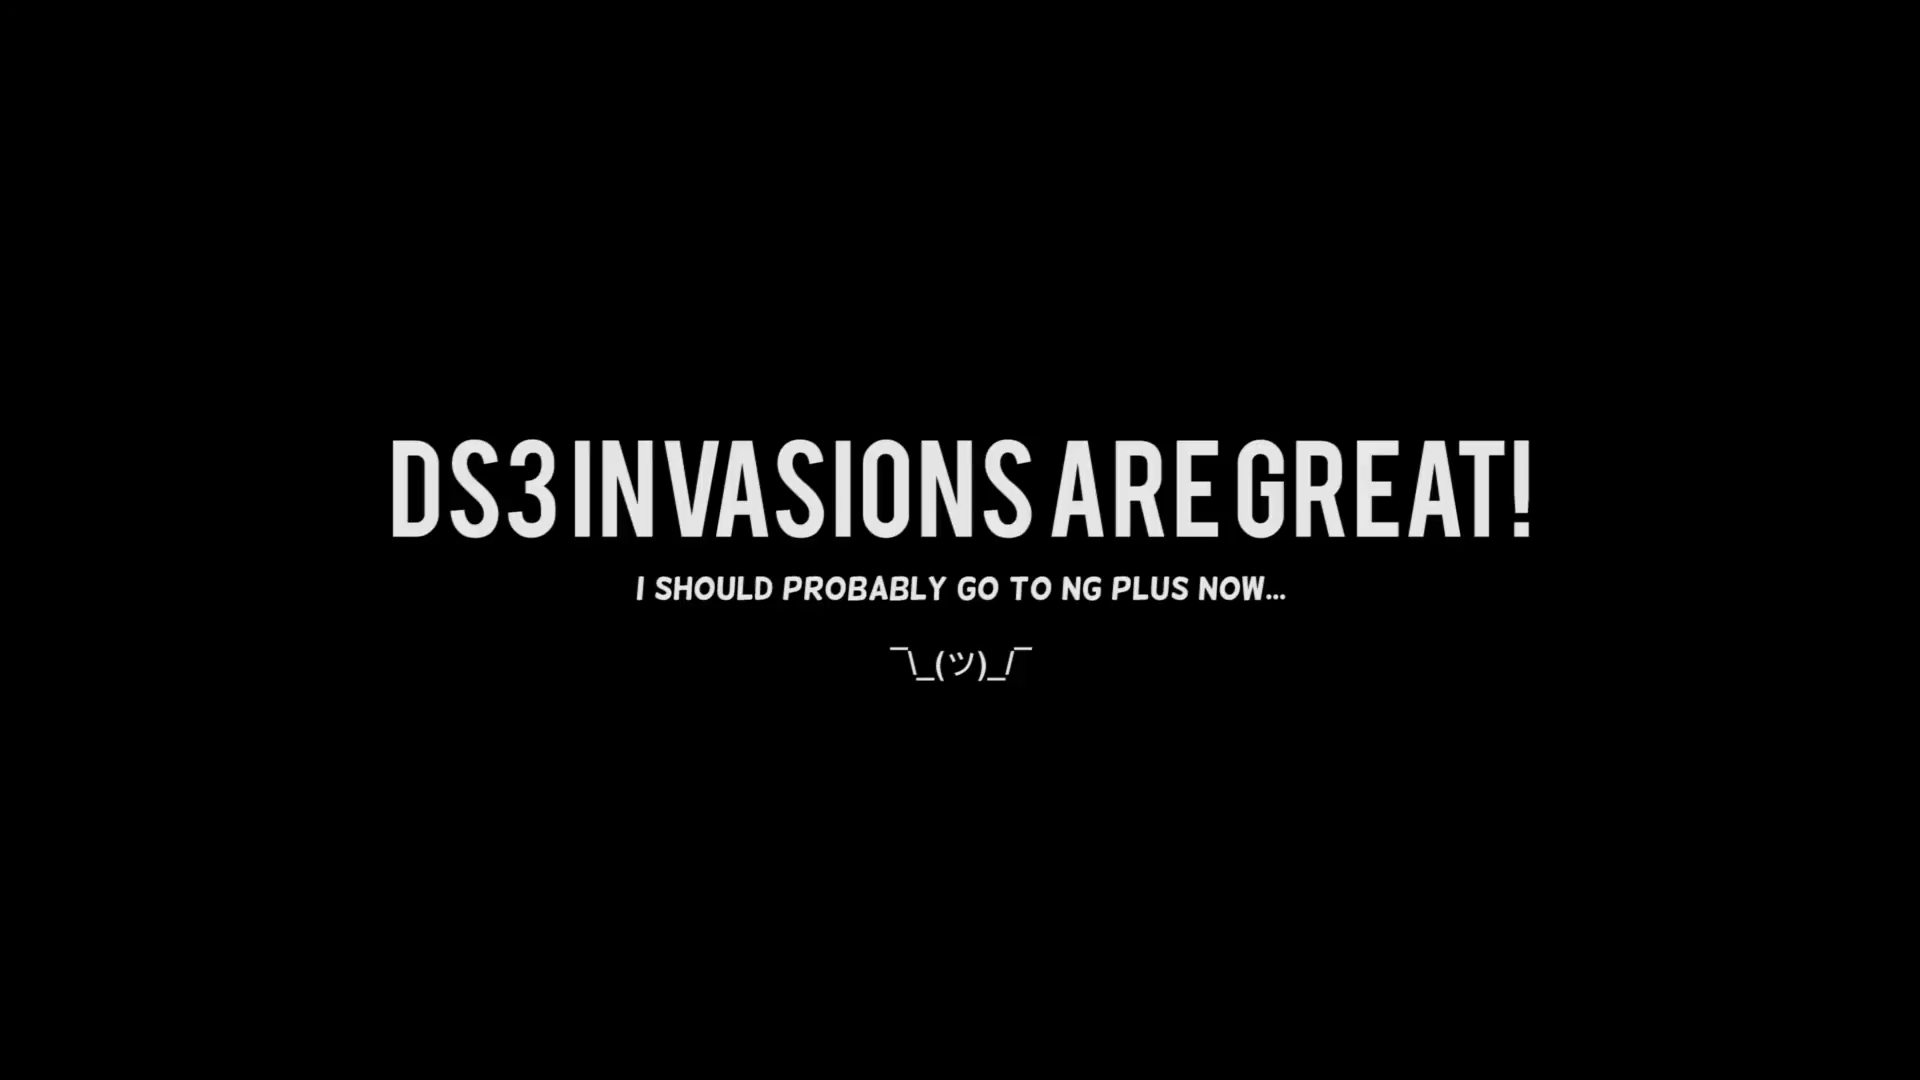 DS3 INVASIONS ARE GREAT!
I SHOULD PROBABLY GO TO NG PLUS NOW...
¯\_(ツ)_/¯